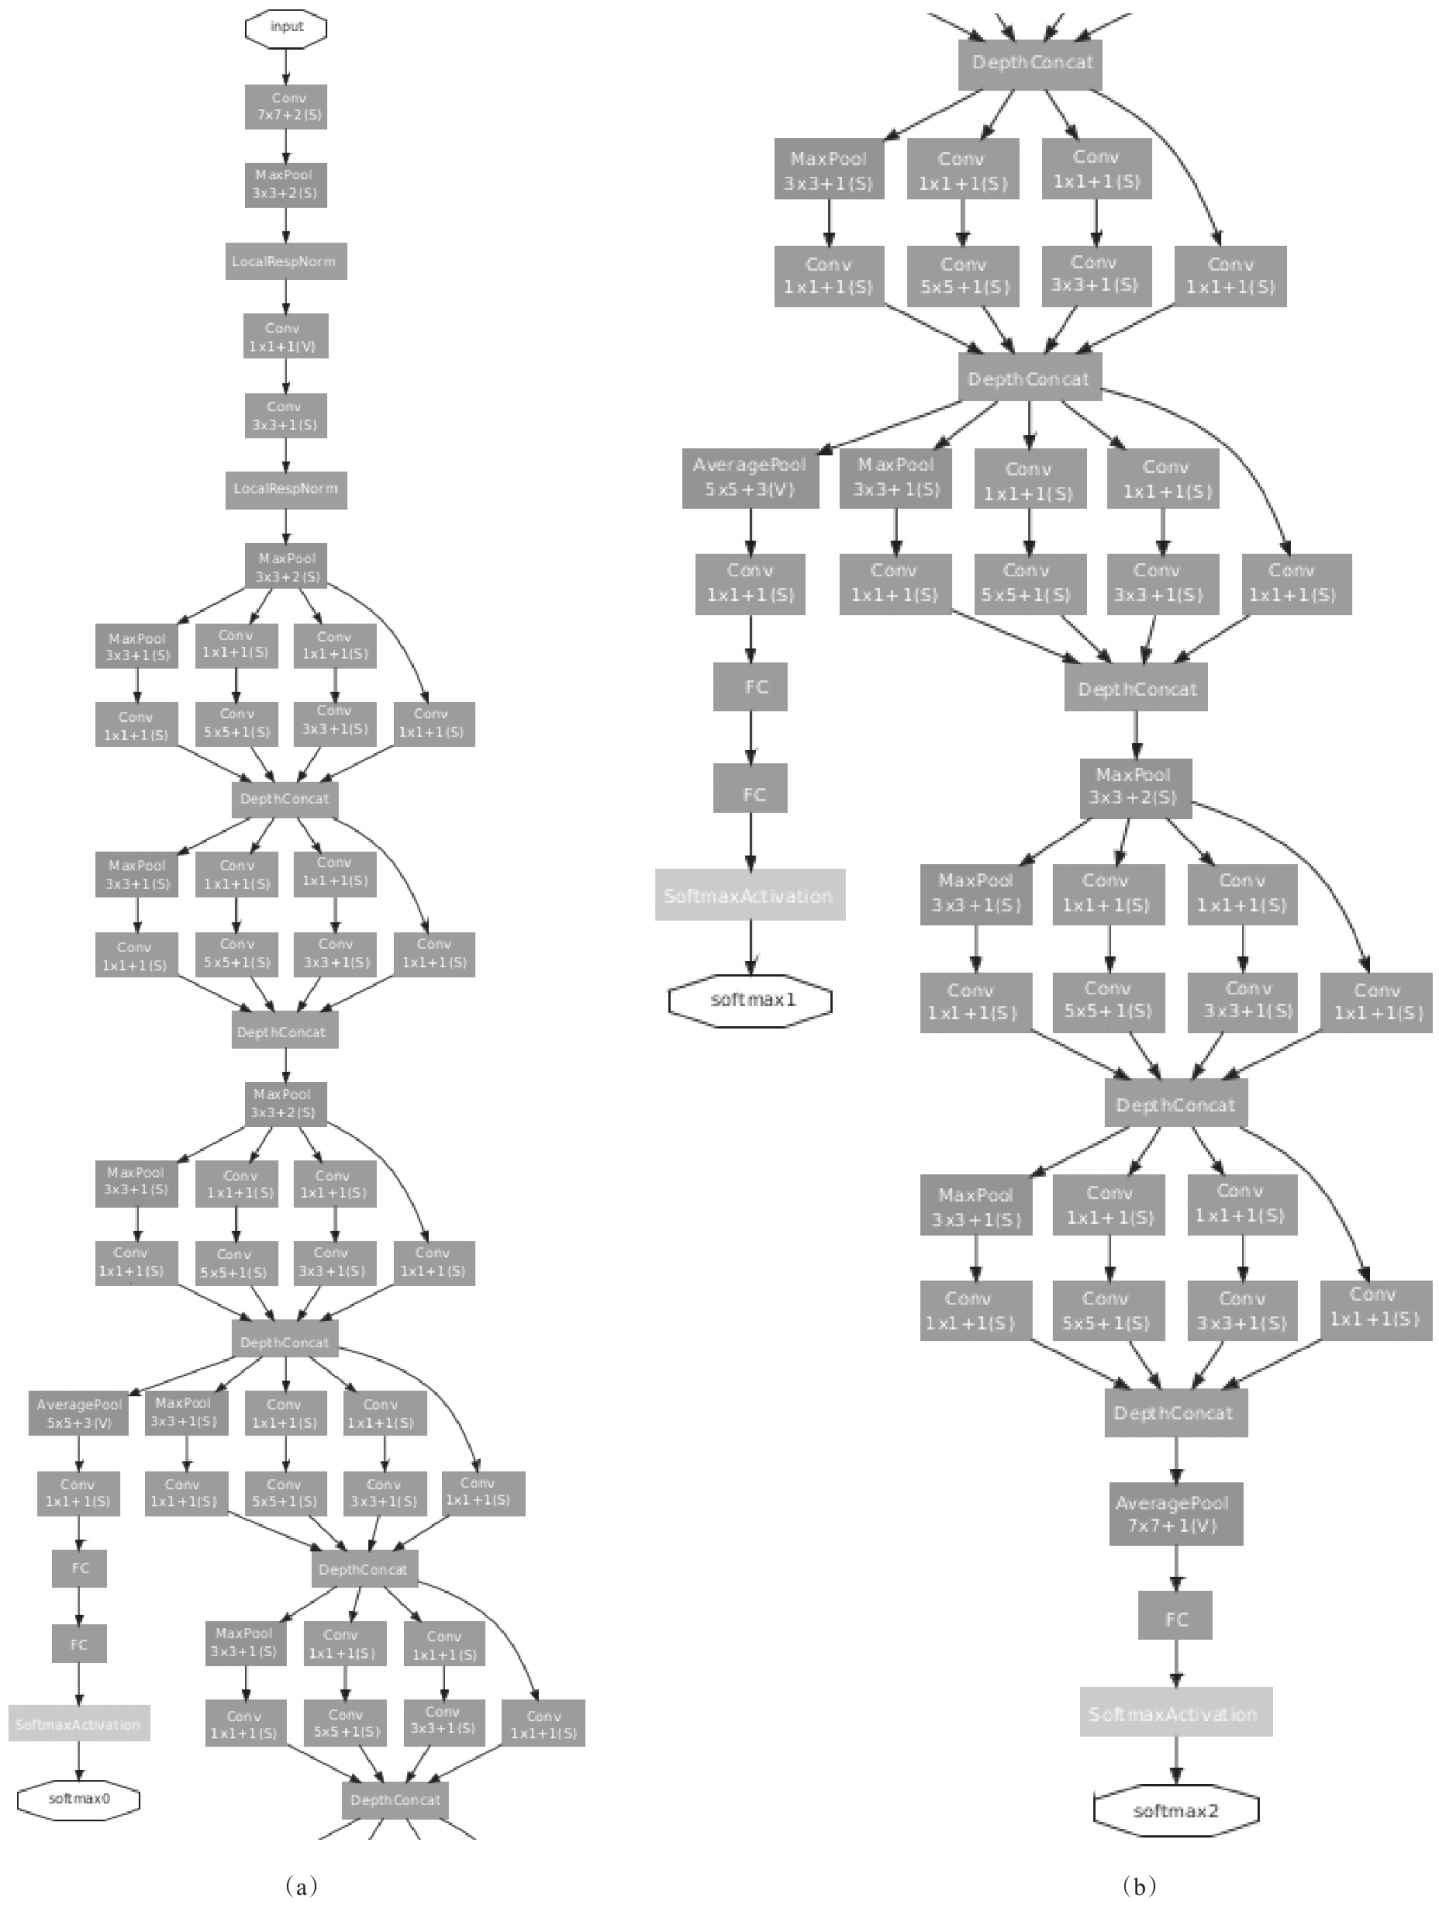 input
Conv
7x7+2(S)
MaxPool
3x3+2(S)
LocalRespNorm
Conv
1x1+1(V)
Conv
3x3+1(S)
LocalRespNorm
MaxPool
3x3+2(S)
MaxPool
3x3+1(S)
Conv
1x1+1(S)
Conv
1x1+1(S)
Conv
1x1+1(S)
Conv
5x5+1(S)
Conv
3x3+1(S)
Conv
1x1+1(S)
DepthConcat
MaxPool
3x3+1(S)
Conv
1x1+1(S)
Conv
1x1+1(S)
Conv
1x1+1(S)
Conv
5x5+1(S)
Conv
3x3+1(S)
Conv
1x1+1(S)
DepthConcat
MaxPool
3x3+2(S)
MaxPool
3x3+1(S)
Conv
1x1+1(S)
Conv
1x1+1(S)
Conv
1x1+1(S)
Conv
5x5+1(S)
Conv
3x3+1(S)
Conv
1x1+1(S)
DepthConcat
AveragePool
5x5+3(V)
MaxPool
3x3+1(S)
Conv
1x1+1(S)
Conv
1x1+1(S)
Conv
1x1+1(S)
Conv
1x1+1(S)
Conv
5x5+1(S)
Conv
3x3+1(S)
Conv
1x1+1(S)
FC
DepthConcat
FC
MaxPool
3x3+1(S)
Conv
1x1+1(S)
Conv
1x1+1(S)
SoftmaxActivation
Conv
1x1+1(S)
Conv
5x5+1(S)
Conv
3x3+1(S)
Conv
1x1+1(S)
softmax0
DepthConcat
(a)
DepthConcat
MaxPool
3x3+1(S)
Conv
1x1+1(S)
Conv
1x1+1(S)
Conv
1x1+1(S)
Conv
5x5+1(S)
Conv
3x3+1(S)
Conv
1x1+1(S)
DepthConcat
AveragePool
5x5+3(V)
MaxPool
3x3+1(S)
Conv
1x1+1(S)
Conv
1x1+1(S)
Conv
1x1+1(S)
Conv
1x1+1(S)
Conv
5x5+1(S)
Conv
3x3+1(S)
Conv
1x1+1(S)
FC
DepthConcat
FC
MaxPool
3x3+2(S)
SoftmaxActivation
MaxPool
3x3+1(S)
Conv
1x1+1(S)
Conv
1x1+1(S)
softmax1
Conv
1x1+1(S)
Conv
5x5+1(S)
Conv
3x3+1(S)
Conv
1x1+1(S)
DepthConcat
MaxPool
3x3+1(S)
Conv
1x1+1(S)
Conv
1x1+1(S)
Conv
1x1+1(S)
Conv
5x5+1(S)
Conv
3x3+1(S)
Conv
1x1+1(S)
DepthConcat
AveragePool
7x7+1(V)
FC
SoftmaxActivation
softmax2
(b)